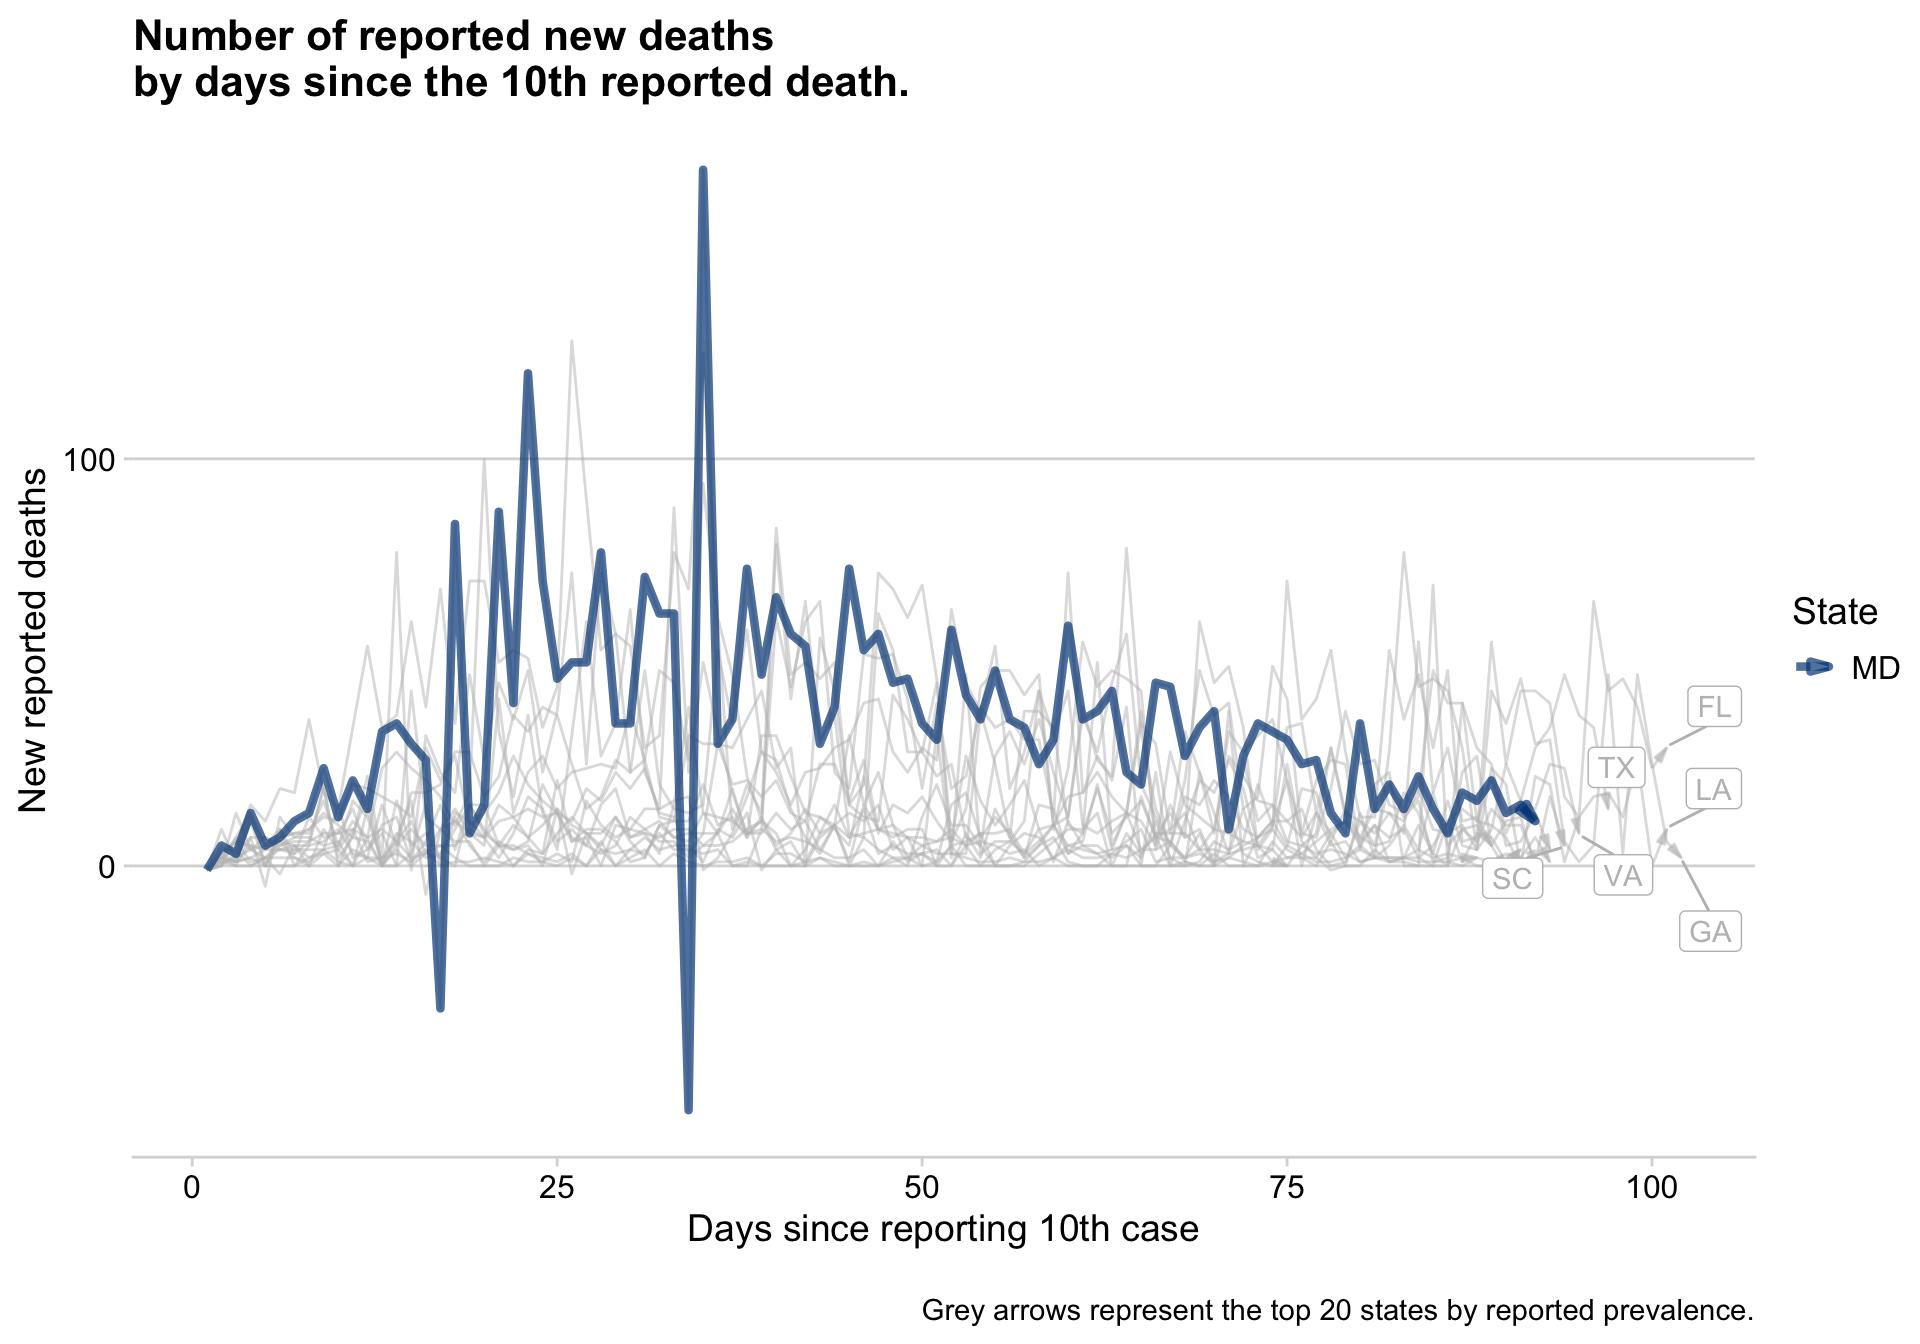 Number of reported new deaths
by days since the 10th reported death.
New reported deaths
100
0
0
25
50
75
100
Days since reporting 10th case
FL
TX
LA
SC
VA
GA
State
MD
Grey arrows represent the top 20 states by reported prevalence.